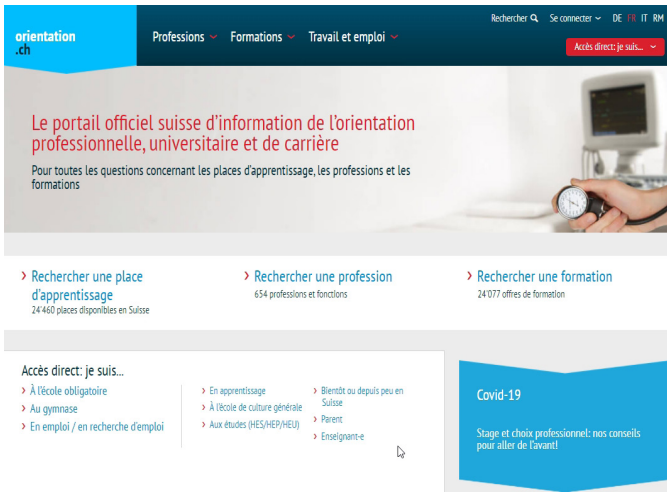 Rechercher Se connecter DE FR IT RM
orientation
.ch
Professions Formations Travail et emploi
Accès direct: je suis...
Le portail officiel suisse d'information de l'orientation
professionnelle, universitaire et de carrière
Pour toutes les questions concernant les places d'apprentissage, les professions et les
formations
Rechercher une place
d'apprentissage
24'460 places disponibles en Suisse
Rechercher une profession
654 professions et fonctions
Rechercher une formation
24'077 offres de formation
Accès direct: je suis...
À l'école obligatoire
Au gymnase
En emploi / en recherche d'emploi
En apprentissage
À l'école de culture générale
Aux études (HES/HEP/HEU)
Bientôt ou depuis peu en
Suisse
Parent
Enseignant-e
Covid-19
Stage et choix professionnel: nos conseils
pour aller de l'avant!